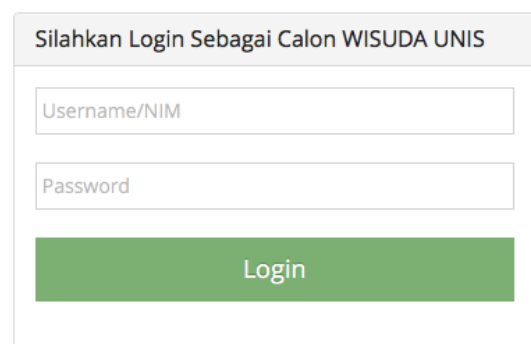 Silahkan Login Sebagai Calon WISUDA UNIS
Username/NIM
Password
Login